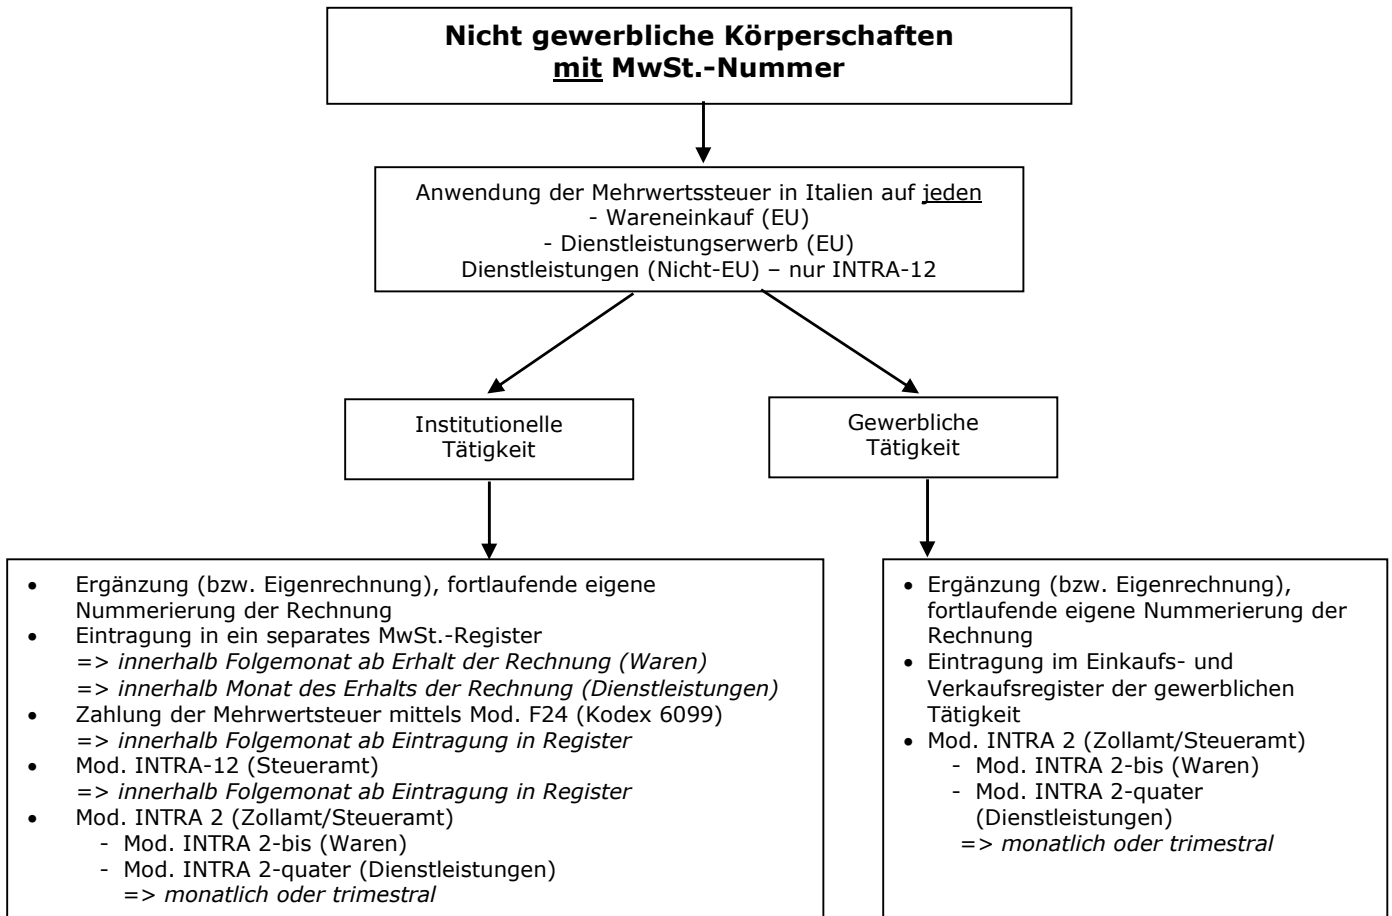 Nicht gewerbliche Körperschaften
mit MwSt.-Nummer
Anwendung der Mehrwertssteuer in Italien auf jeden
- Wareneinkauf (EU)
- Dienstleistungserwerb (EU)
Dienstleistungen (Nicht-EU) – nur INTRA-12
Institutionelle
Tätigkeit
Gewerbliche
Tätigkeit
• Ergänzung (bzw. Eigenrechnung), fortlaufende eigene
Nummerierung der Rechnung
• Eintragung in ein separates MwSt.-Register
=> innerhalb Folgemonat ab Erhalt der Rechnung (Waren)
=> innerhalb Monat des Erhalts der Rechnung (Dienstleistungen)
• Zahlung der Mehrwertsteuer mittels Mod. F24 (Kodex 6099)
=> innerhalb Folgemonat ab Eintragung in Register
• Mod. INTRA-12 (Steueramt)
=> innerhalb Folgemonat ab Eintragung in Register
• Mod. INTRA 2 (Zollamt/Steueramt)
- Mod. INTRA 2-bis (Waren)
- Mod. INTRA 2-quater (Dienstleistungen)
=> monatlich oder trimestral
• Ergänzung (bzw. Eigenrechnung),
fortlaufende eigene Nummerierung der
Rechnung
• Eintragung im Einkaufs- und
Verkaufsregister der gewerblichen
Tätigkeit
• Mod. INTRA 2 (Zollamt/Steueramt)
- Mod. INTRA 2-bis (Waren)
- Mod. INTRA 2-quater
(Dienstleistungen)
=> monatlich oder trimestral